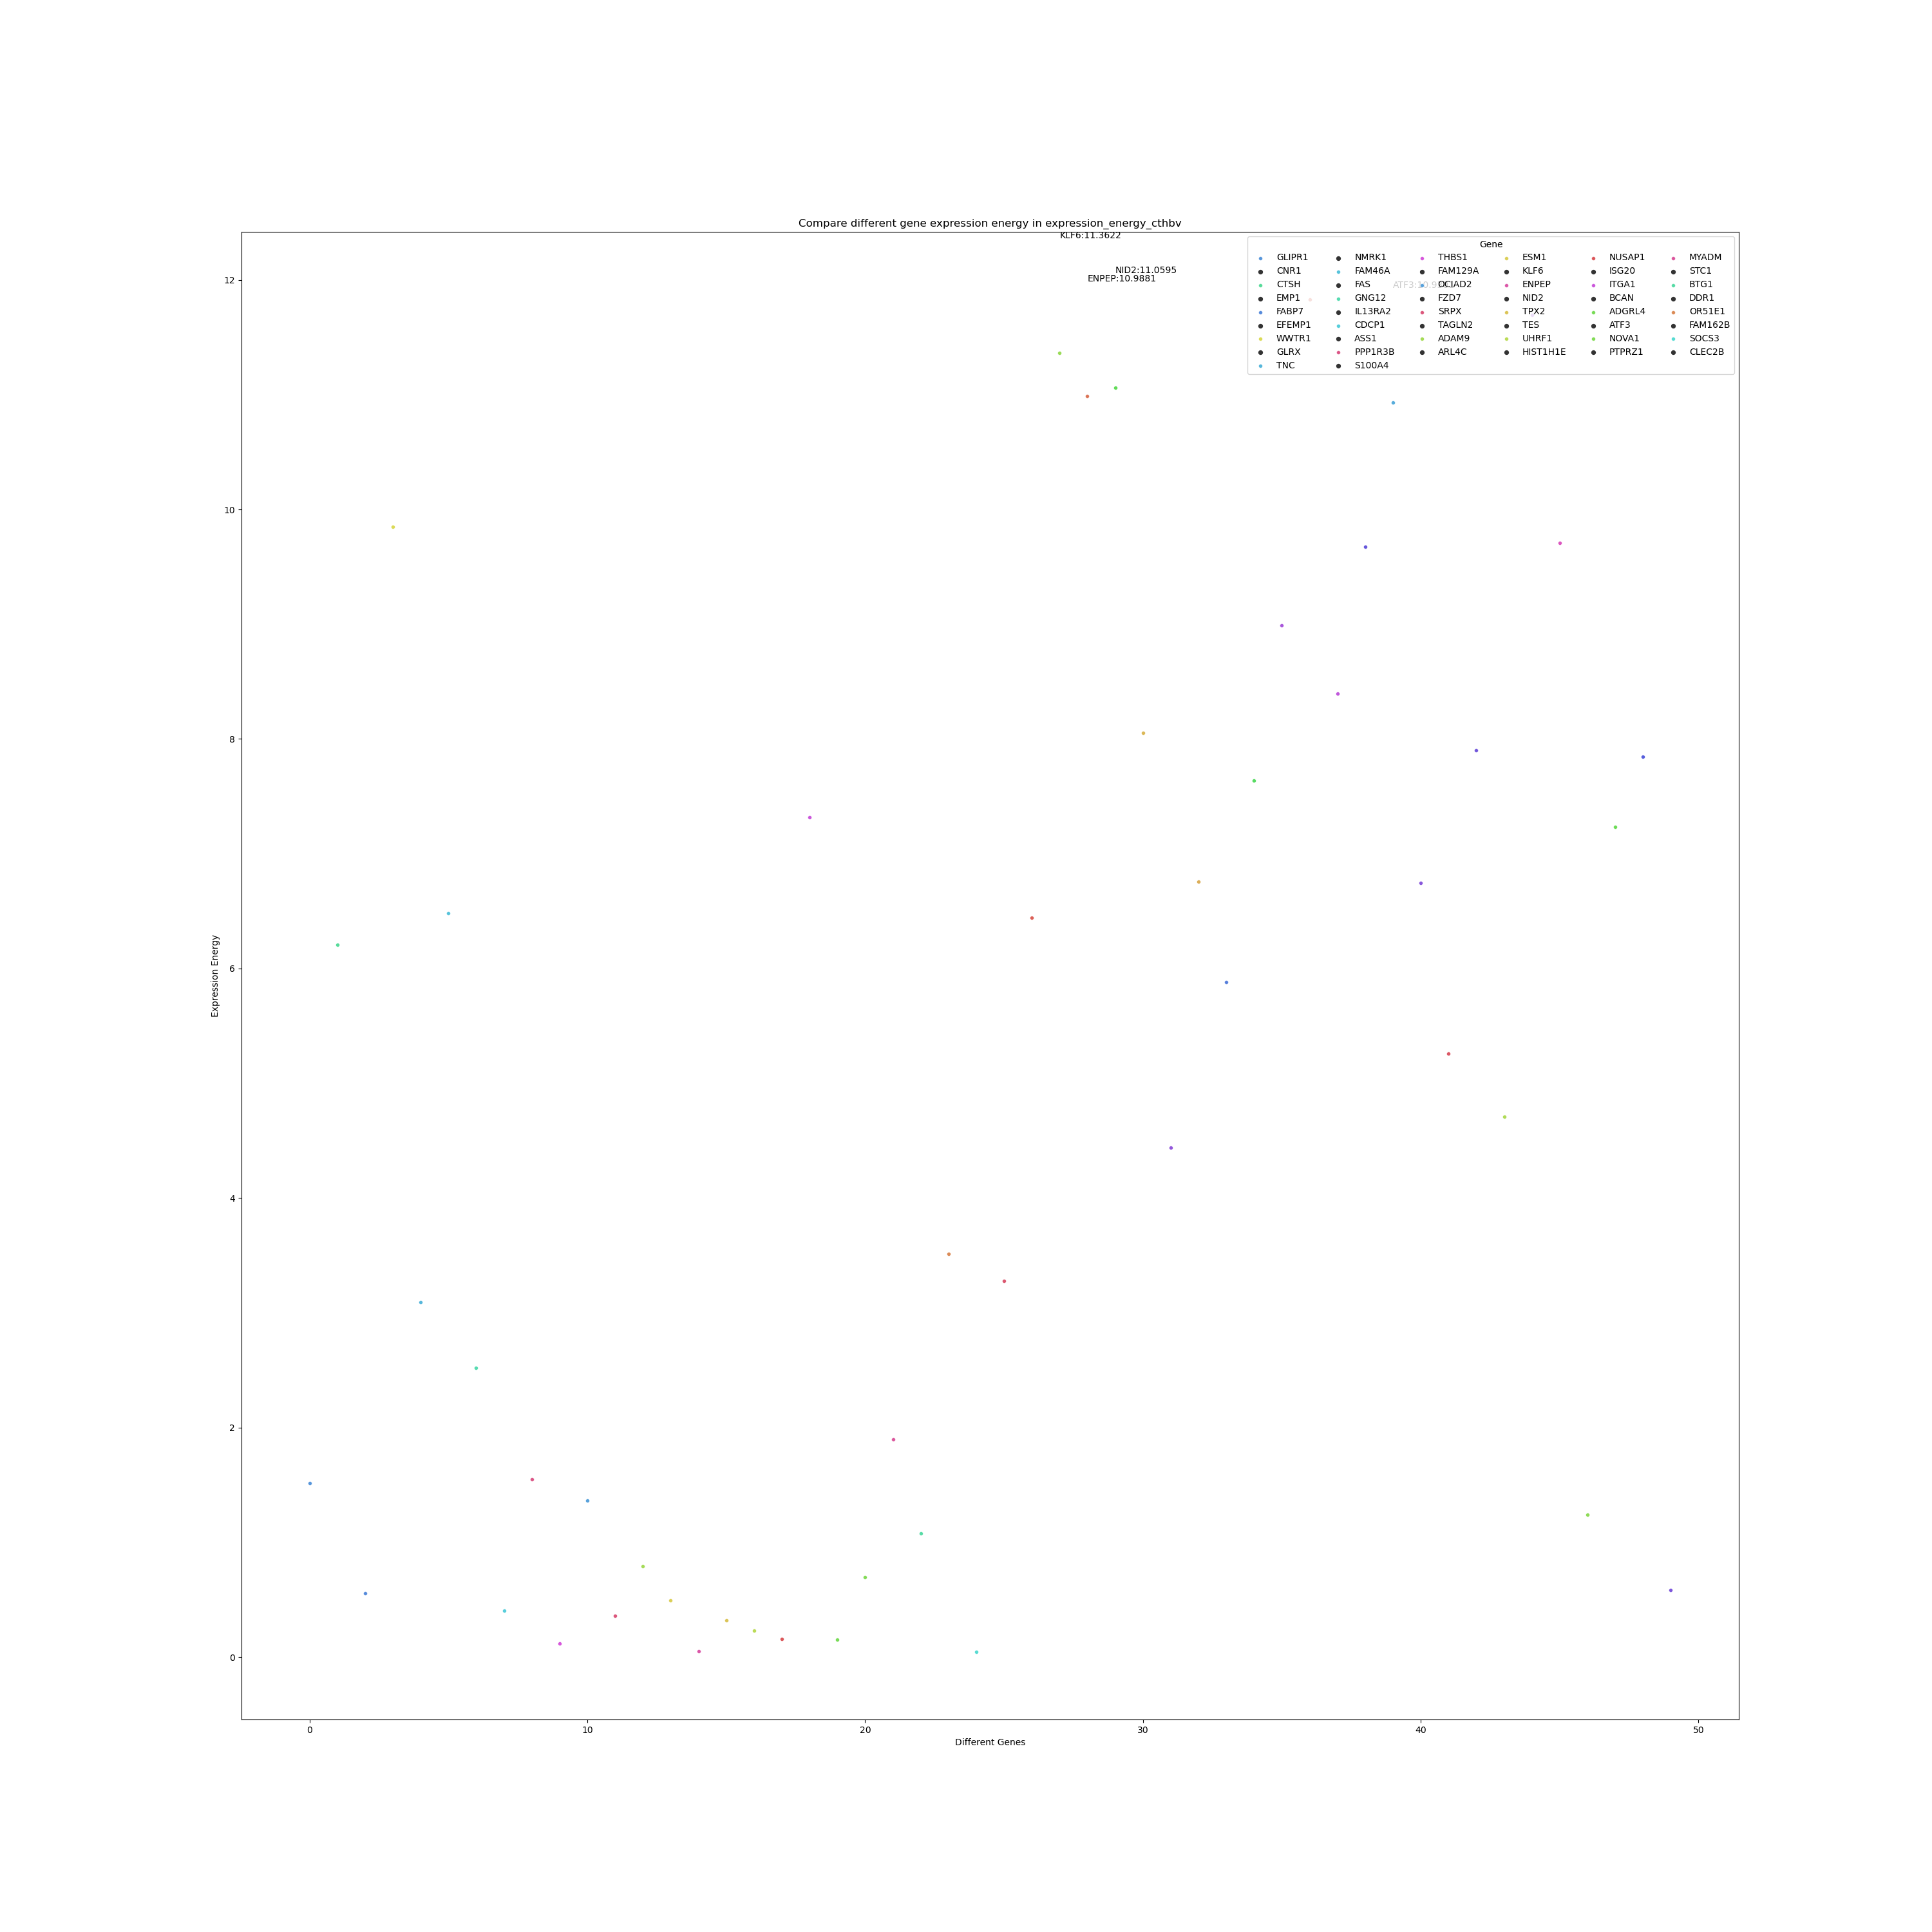 Compare different gene expression energy in expression_energy_cthbv
KLF6:11.3622
NID2:11.0595
ENPEP:10.9881
Gene
GLIPR1 NMRK1 THBS1 ESM1 NUSAP1 MYADM
CNR1 FAM46A FAM129A KLF6 ISG20 STC1
CTSH FAS OCIAD2 ENPEP ITGA1 BTG1
EMP1 GNG12 FZD7 NID2 BCAN DDR1
FABP7 IL13RA2 SRPX TPX2 ADGRL4 OR51E1
EFEMP1 CDCP1 TAGLN2 TES ATF3 FAM162B
WWTR1 ASS1 ADAM9 UHRF1 NOVA1 SOCS3
GLRX PPP1R3B ARL4C HIST1H1E PTPRZ1 CLEC2B
TNC S100A4
12
10
8
6
4
2
0
Expression Energy
0 10 20 30 40 50
Different Genes